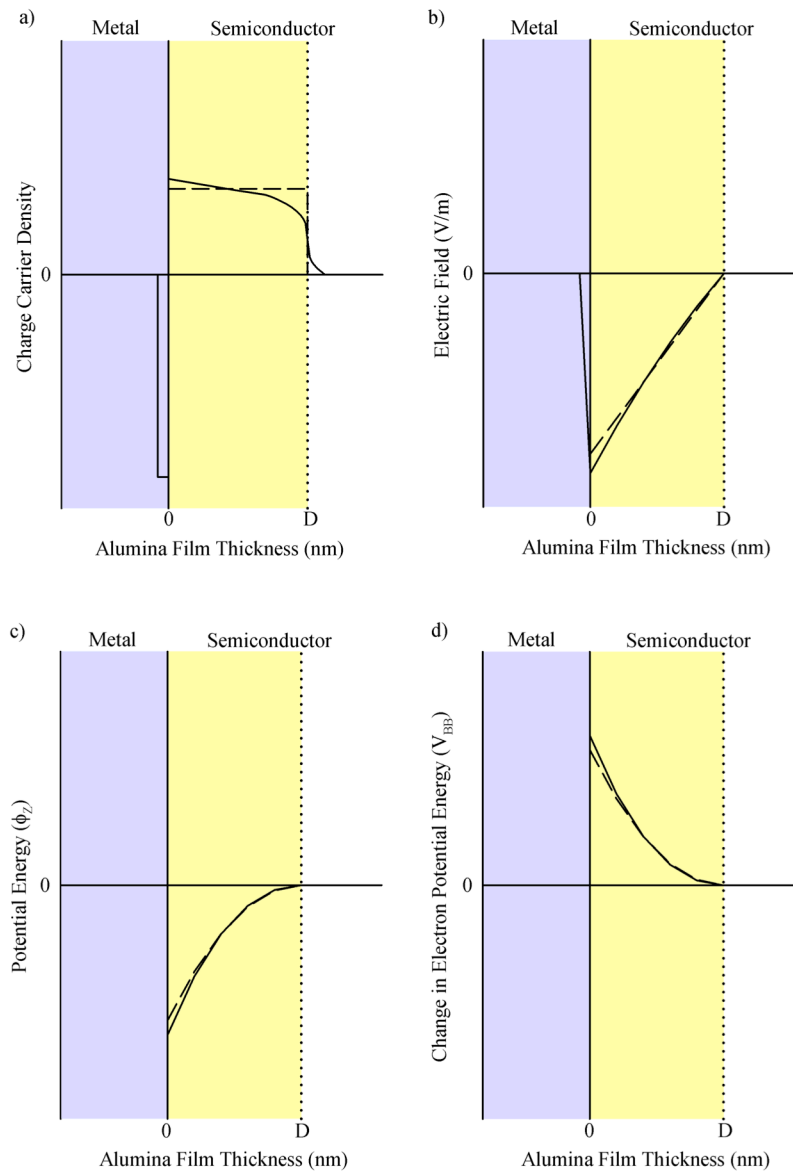 a)
Metal
Semiconductor
Charge Carrier Density
0
0
D
Alumina Film Thickness (nm)
b)
Metal
Semiconductor
Electric Field (V/m)
0
0
D
Alumina Film Thickness (nm)
c)
Metal
Semiconductor
Potential Energy (ϕZ)
0
0
D
Alumina Film Thickness (nm)
d)
Metal
Semiconductor
Change in Electron Potential Energy (VBB)
0
0
D
Alumina Film Thickness (nm)